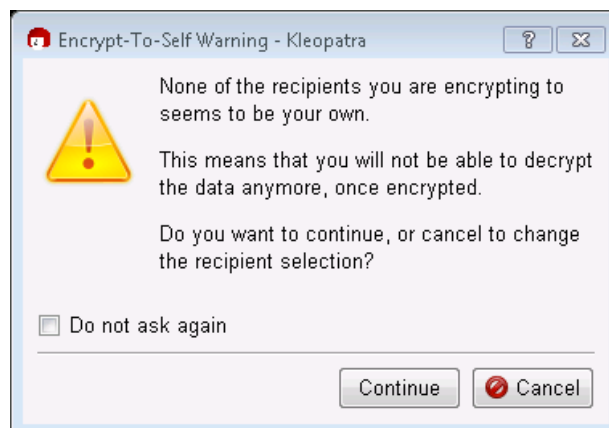 Encrypt-To-Self Warning - Kleopatra
None of the recipients you are encrypting to
seems to be your own.
This means that you will not be able to decrypt
the data anymore, once encrypted.
Do you want to continue, or cancel to change
the recipient selection?
Do not ask again
Continue
Cancel